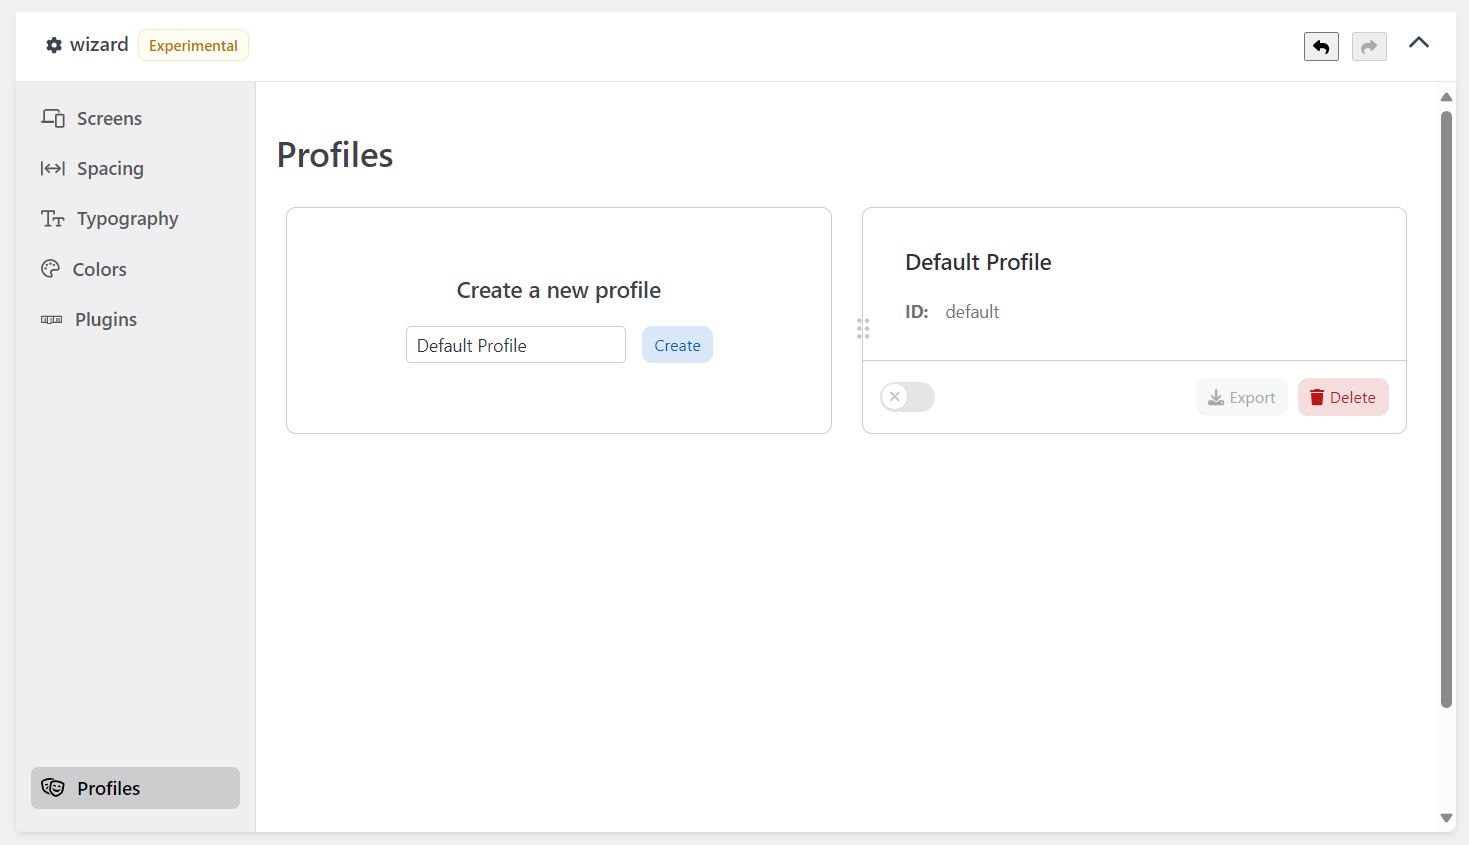 wizard Experimental
Screens
Spacing
Typography
Colors
Plugins
Profiles
Profiles
Create a new profile
Default Profile Create
Default Profile
ID: default
Export Delete